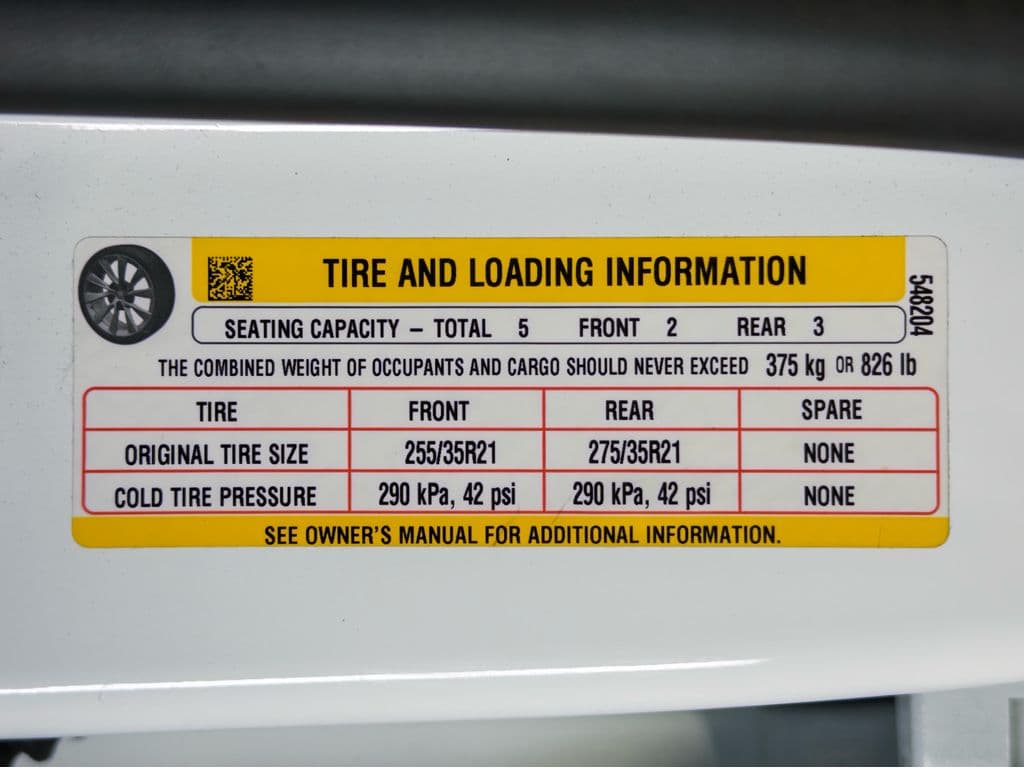 TIRE AND LOADING INFORMATION
548204
SEATING CAPACITY – TOTAL 5 FRONT 2 REAR 3
THE COMBINED WEIGHT OF OCCUPANTS AND CARGO SHOULD NEVER EXCEED 375 kg OR 826 lb
TIRE FRONT REAR SPARE
ORIGINAL TIRE SIZE 255/35R21 275/35R21 NONE
COLD TIRE PRESSURE 290 kPa, 42 psi 290 kPa, 42 psi NONE
SEE OWNER'S MANUAL FOR ADDITIONAL INFORMATION.